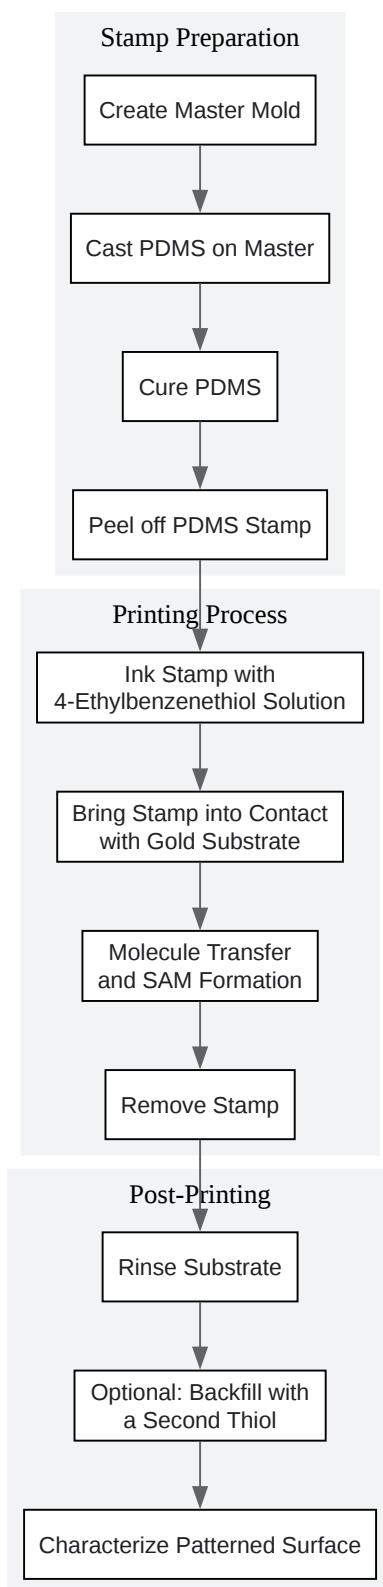 Stamp Preparation
Create Master Mold
Cast PDMS on Master
Cure PDMS
Peel off PDMS Stamp
Printing Process
Ink Stamp with
4-Ethylbenzenethiol Solution
Bring Stamp into Contact
with Gold Substrate
Molecule Transfer
and SAM Formation
Remove Stamp
Post-Printing
Rinse Substrate
Optional: Backfill with
a Second Thiol
Characterize Patterned Surface